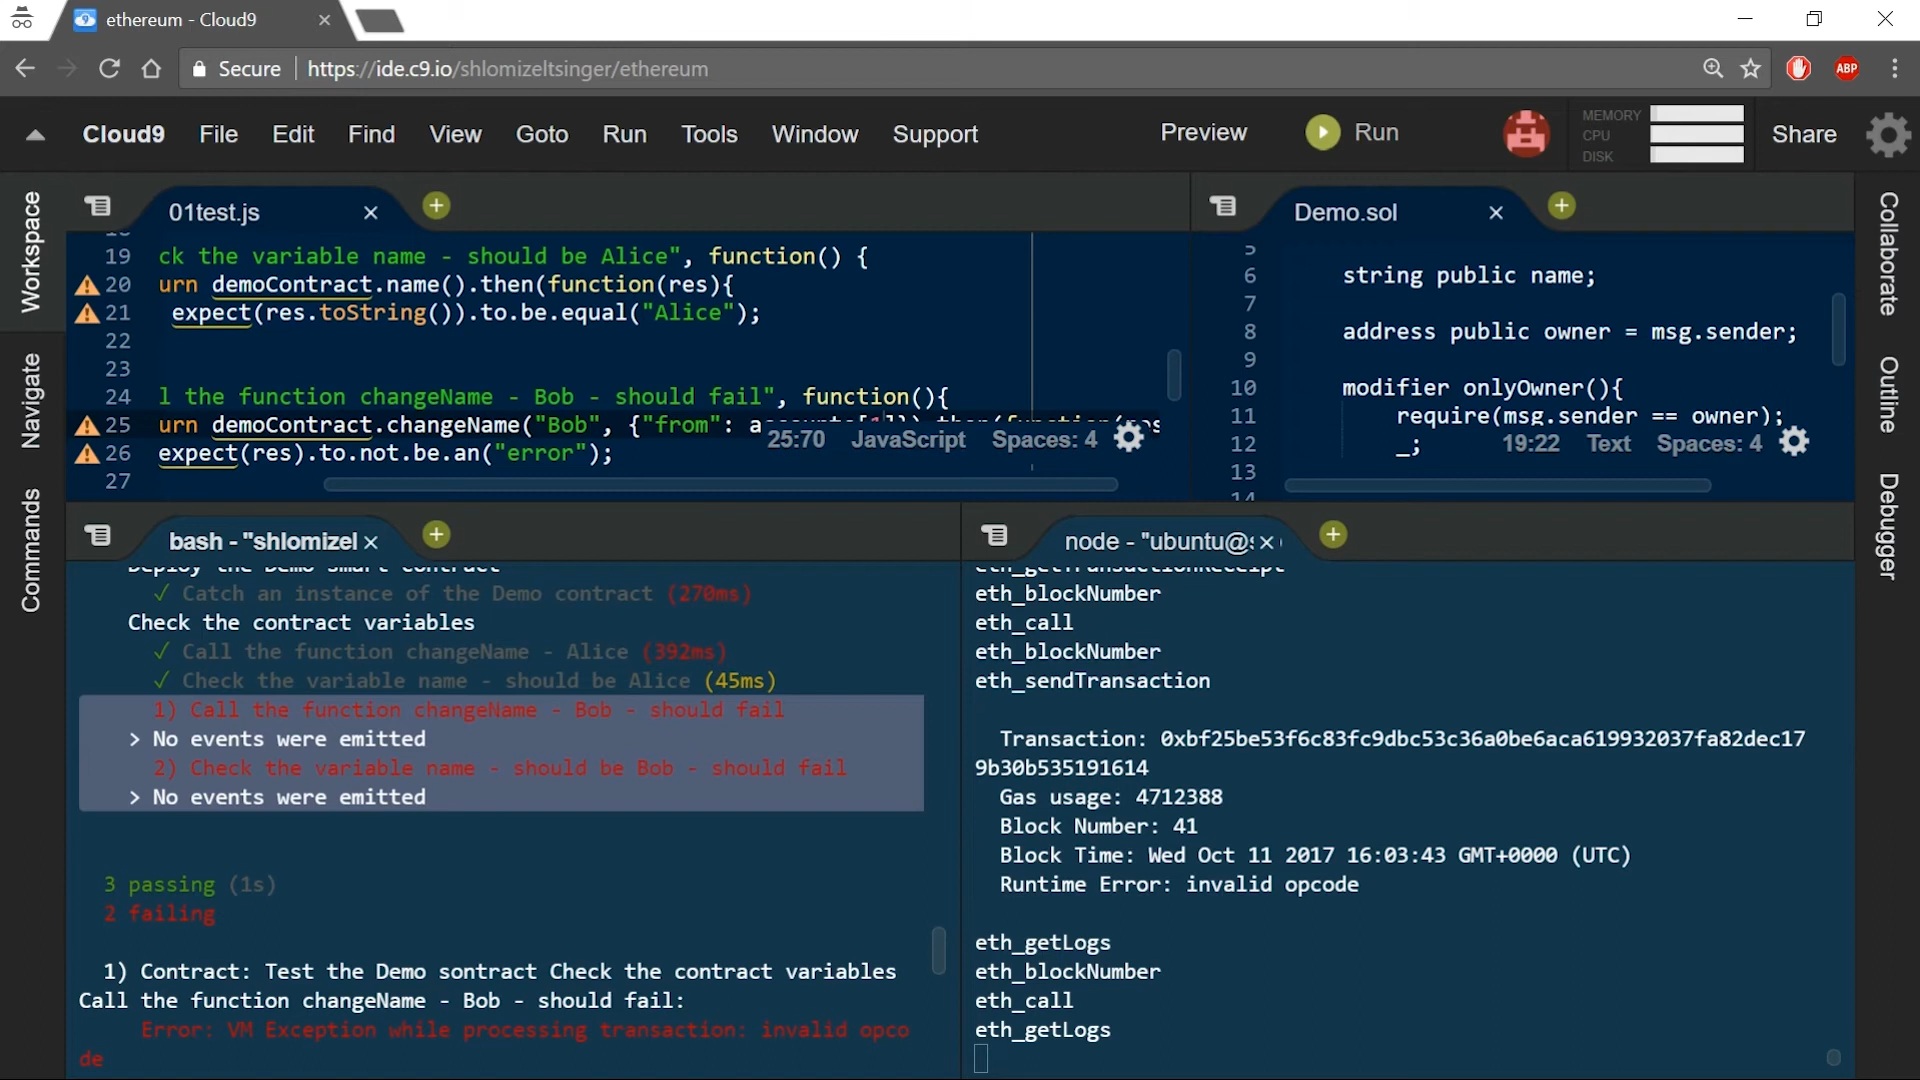 ethereum - Cloud9
Secure
https://ide.c9.io/shlomizeltsinger/ethereum
ABP
Cloud9 File Edit Find View Goto Run Tools Window Support
Preview
Run
MEMORY
CPU
DISK
Share
Workspace
Navigate
Commands
01test.js
19 ck the variable name - should be Alice", function() {
20 urn demoContract.name().then(function(res){
21 expect(res.toString()).to.be.equal("Alice");
22
23
24 l the function changeName - Bob - should fail", function(){
25 urn demoContract.changeName("Bob", {"from":
26 expect(res).to.not.be.an("error");
27
25:70 JavaScript Spaces: 4
Demo.sol
5
6 string public name;
7
8 address public owner = msg.sender;
9
10 modifier onlyOwner(){
11 require(msg.sender == owner);
12 _;
13
14
19:22 Text Spaces: 4
Collaborate
Outline
Debugger
bash - "shlomizel
Deploy the Demo smart contract
✓ Catch an instance of the Demo contract (270ms)
Check the contract variables
✓ Call the function changeName - Alice (392ms)
✓ Check the variable name - should be Alice (45ms)
1) Call the function changeName - Bob - should fail
> No events were emitted
2) Check the variable name - should be Bob - should fail
> No events were emitted
3 passing (1s)
2 failing
1) Contract: Test the Demo sontract Check the contract variables
Call the function changeName - Bob - should fail:
Error: VM Exception while processing transaction: invalid opco
de
node - "ubuntu@
eth_getTransactionReceipt
eth_blockNumber
eth_call
eth_blockNumber
eth_sendTransaction
Transaction: 0xbf25be53f6c83fc9dbc53c36a0be6aca619932037fa82dec17
9b30b535191614
Gas usage: 4712388
Block Number: 41
Block Time: Wed Oct 11 2017 16:03:43 GMT+0000 (UTC)
Runtime Error: invalid opcode
eth_getLogs
eth_blockNumber
eth_call
eth_getLogs